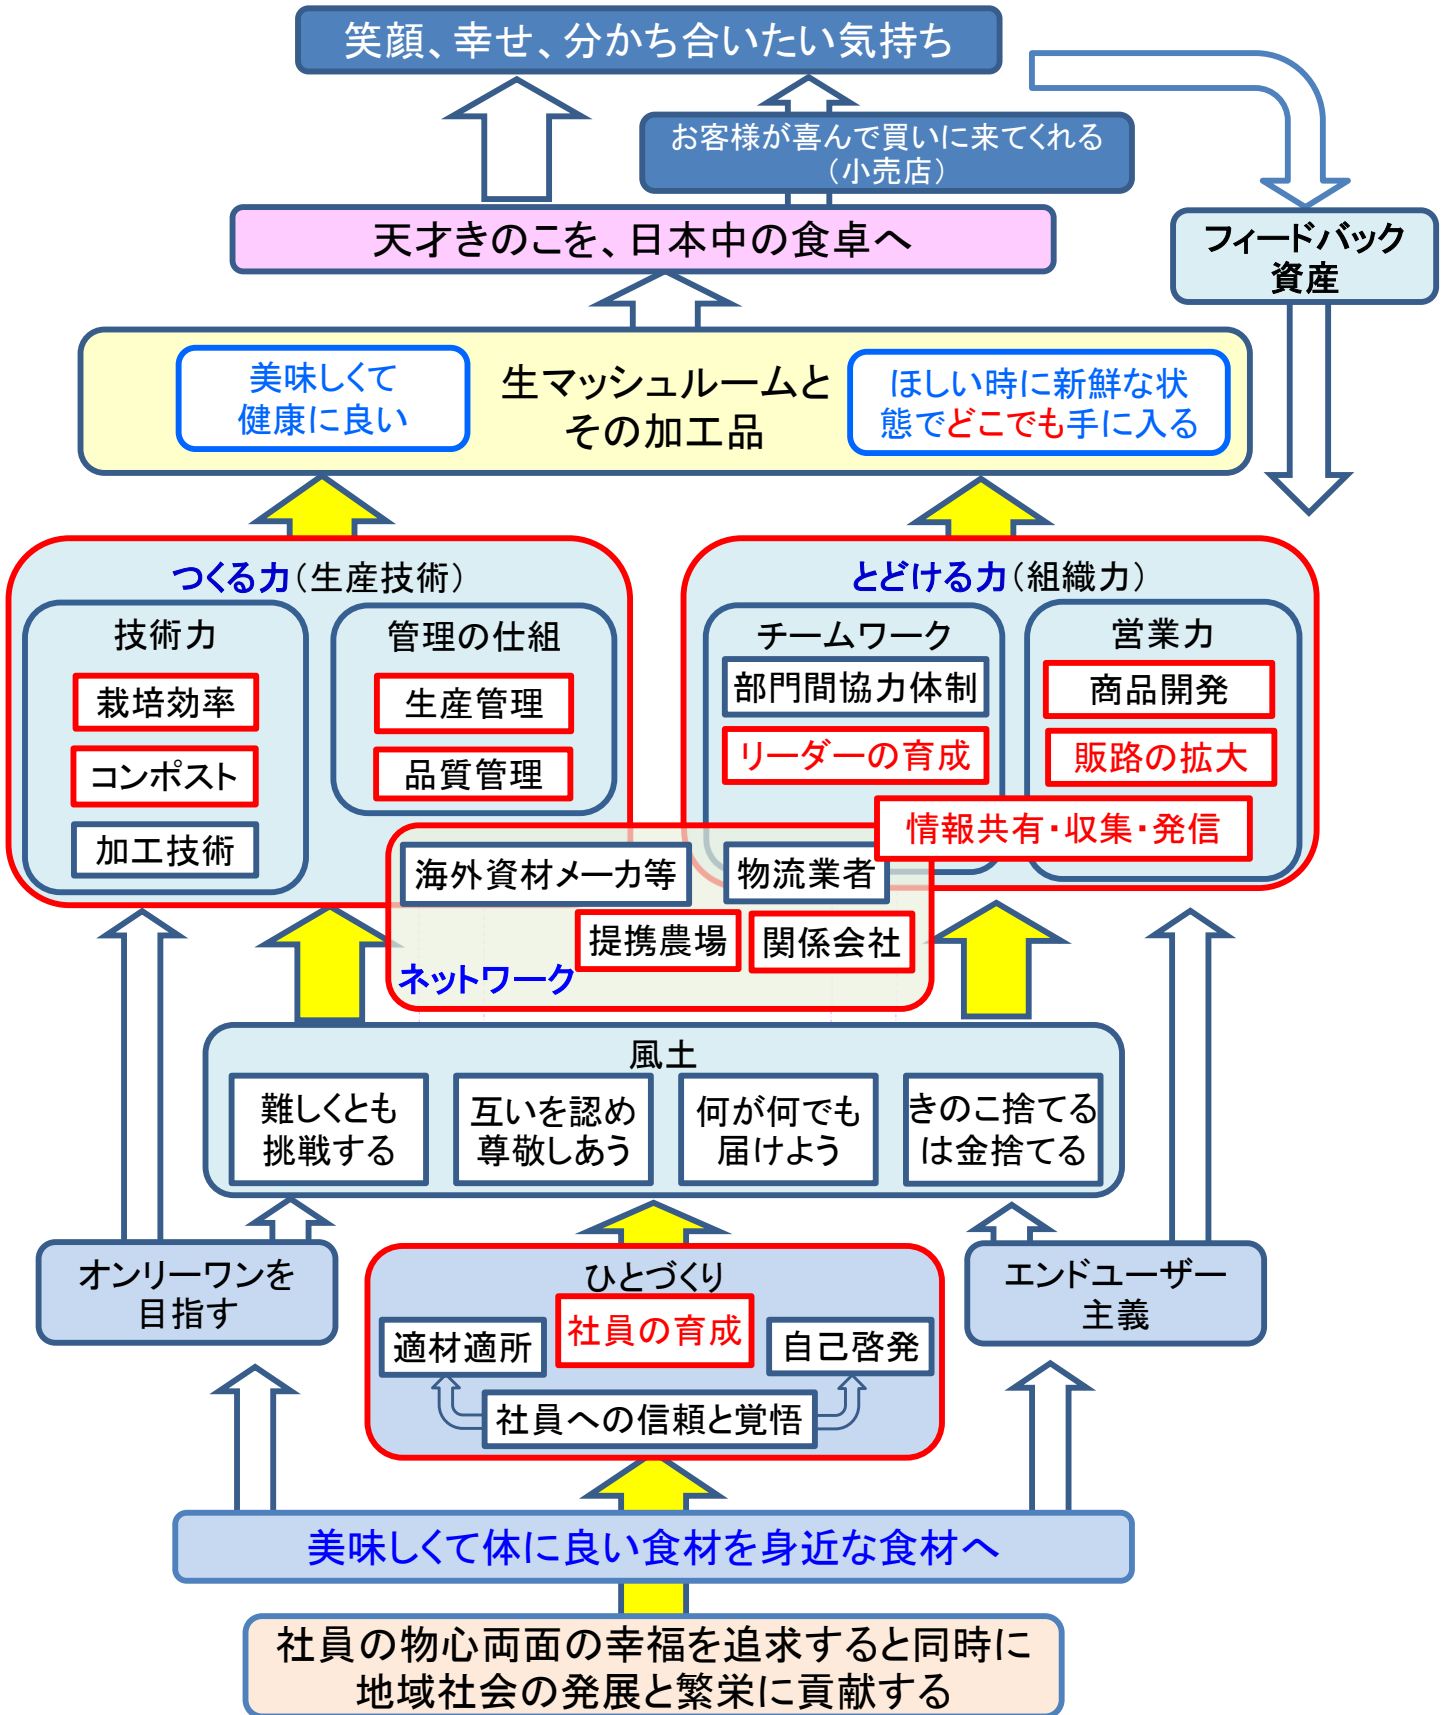 笑顔、幸せ、分かち合いたい気持ち
お客様が喜んで買いに来てくれる
（小売店）
天才きのこを、日本中の食卓へ
フィードバック
資産
美味しくて
健康に良い
生マッシュルームと
その加工品
ほしい時に新鮮な状
態でどこでも手に入る
つくる力（生産技術）
技術力
栽培効率
コンポスト
加工技術
管理の仕組
生産管理
品質管理
とどける力（組織力）
チームワーク
部門間協力体制
リーダーの育成
営業力
商品開発
販路の拡大
情報共有・収集・発信
海外資材メーカ等
物流業者
提携農場
関係会社
ネットワーク
風土
難しくとも
挑戦する
互いを認め
尊敬しあう
何が何でも
届けよう
きのこ捨てる
は金捨てる
オンリーワンを
目指す
ひとづくり
社員の育成
適材適所
自己啓発
社員への信頼と覚悟
エンドユーザー
主義
美味しくて体に良い食材を身近な食材へ
社員の物心両面の幸福を追求すると同時に
地域社会の発展と繁栄に貢献する